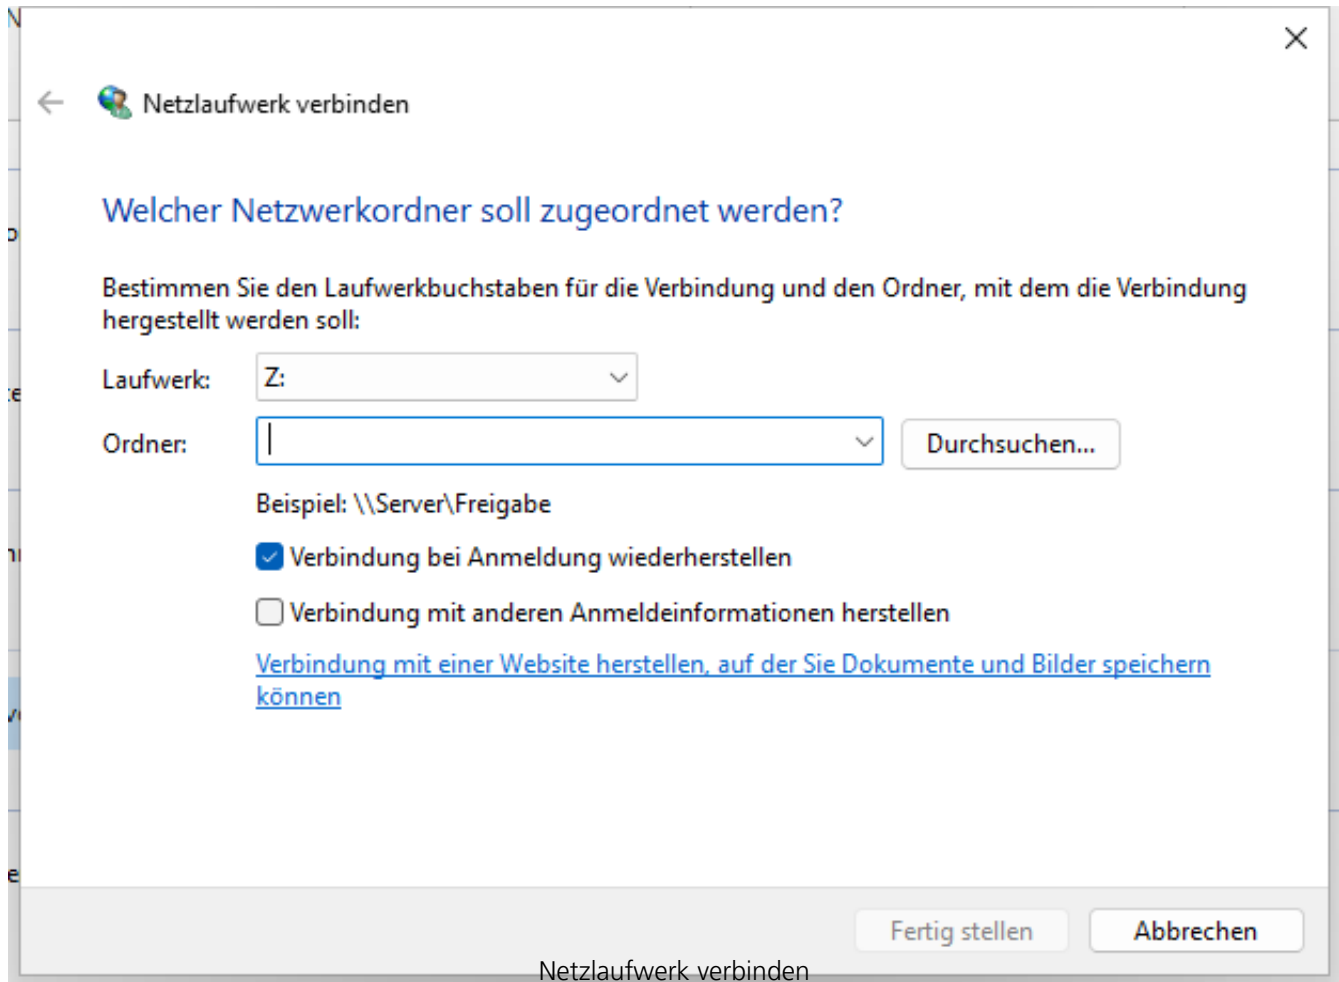 Netzlaufwerk verbinden
Welcher Netzwerkordner soll zugeordnet werden?
Bestimmen Sie den Laufwerkbuchstaben für die Verbindung und den Ordner, mit dem die Verbindung
hergestellt werden soll:
Laufwerk: Z:
Ordner: Durchsuchen...
Beispiel: \\Server\Freigabe
Verbindung bei Anmeldung wiederherstellen
Verbindung mit anderen Anmeldeinformationen herstellen
Verbindung mit einer Website herstellen, auf der Sie Dokumente und Bilder speichern
können
Fertig stellen Abbrechen
Netzlaufwerk verbinden